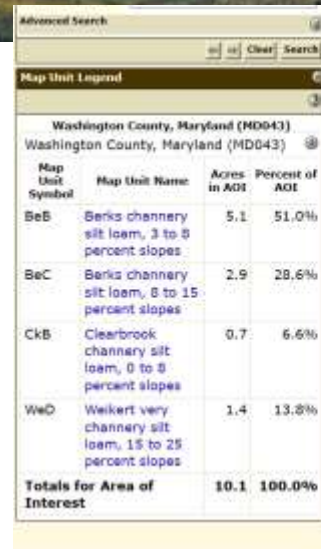 Advanced Search
Clear Search
Map Unit Legend
Washington County, Maryland (MD043)
Washington County, Maryland (MD043)
Map Unit Symbol Map Unit Name Acres in AOI Percent of AOI
BeB Berks channery silt loam, 3 to 8 percent slopes 5.1 51.0%
BeC Berks channery silt loam, 8 to 15 percent slopes 2.9 28.6%
CkB Clearbrook channery silt loam, 0 to 8 percent slopes 0.7 6.6%
WeD Weikert very channery silt loam, 15 to 25 percent slopes 1.4 13.8%
Totals for Area of Interest 10.1 100.0%